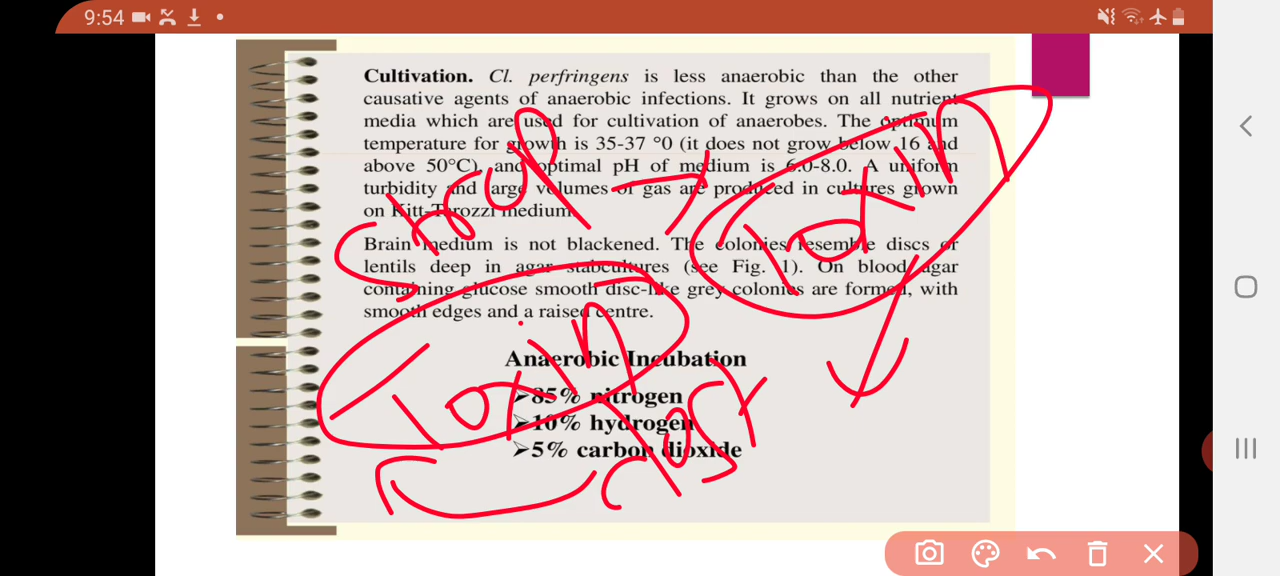 9:54
Cultivation. Cl. perfringens is less anaerobic than the other
causative agents of anaerobic infections. It grows on all nutrient
media which are used for cultivation of anaerobes. The optimum
temperature for growth is 35-37 °0 (it does not grow below 16 and
above 50°C), and optimal pH of medium is 6.0-8.0. A uniform
turbidity and large volumes of gas are produced in cultures grown
on Kitt-Tarozzi medium.
Brain medium is not blackened. The colonies resemble discs or
lentils deep in agar stabcultures (see Fig. 1). On blood agar
containing glucose smooth disc-like grey colonies are formed, with
smooth edges and a raised centre.
Anaerobic Incubation
➢85% nitrogen
➢10% hydrogen
➢5% carbon dioxide
Strep
Toxin
Toxin
clost